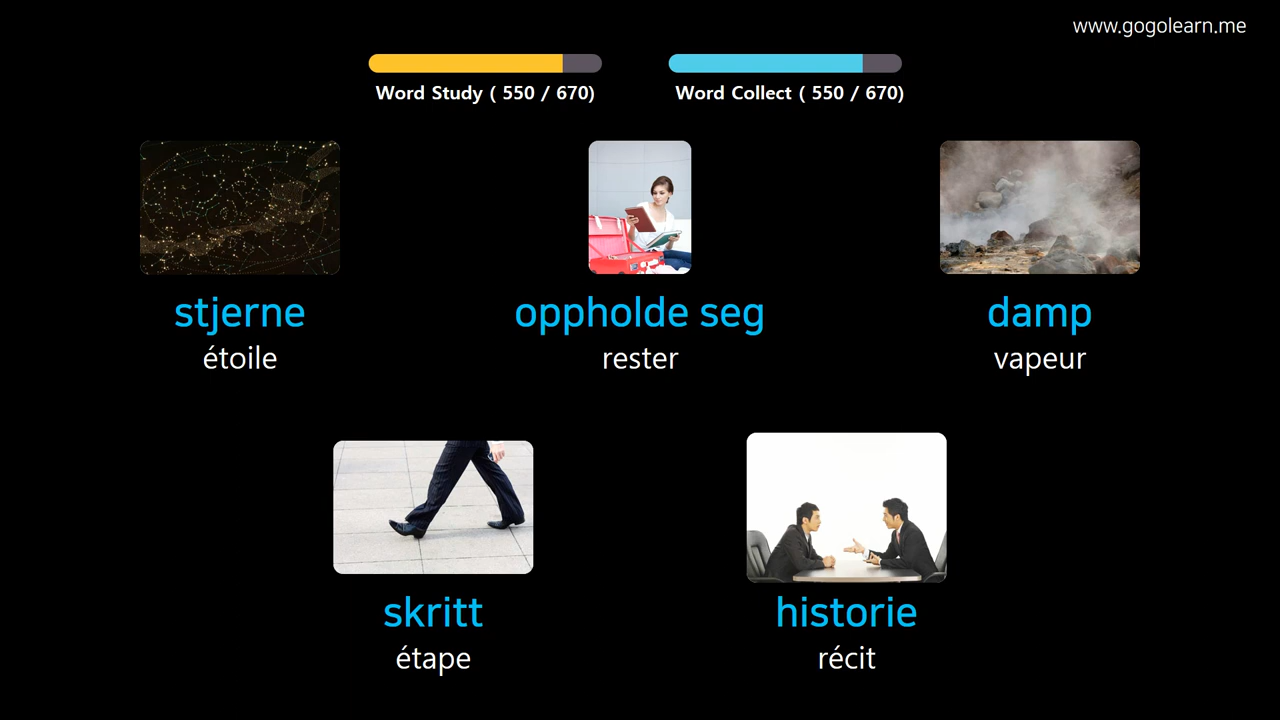 www.gogolearn.me
Word Study ( 550 / 670)
Word Collect ( 550 / 670)
stjerne
étoile
oppholde seg
rester
damp
vapeur
skritt
étape
historie
récit